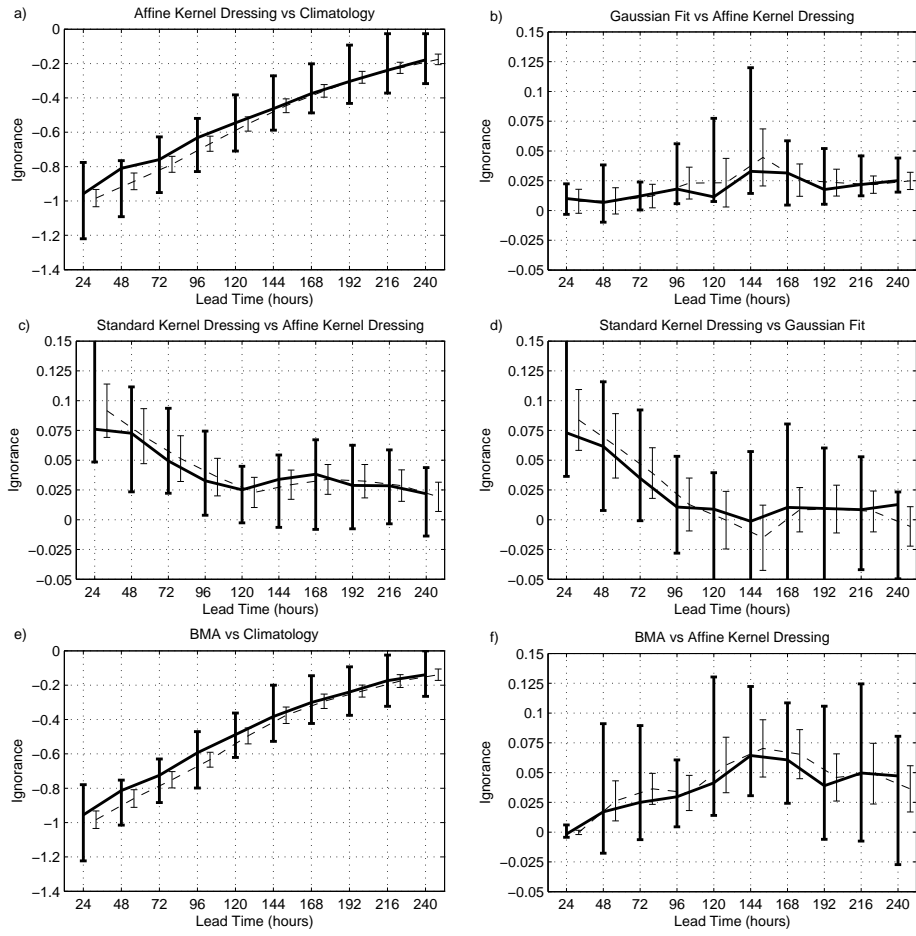 a)
Affine Kernel Dressing vs Climatology
0
−0.2
−0.4
−0.6
−0.8
−1
−1.2
−1.4
Ignorance
24 48 72 96 120 144 168 192 216 240
Lead Time (hours)
b)
Gaussian Fit vs Affine Kernel Dressing
0.15
0.125
0.1
0.075
0.05
0.025
0
−0.025
−0.05
Ignorance
24 48 72 96 120 144 168 192 216 240
Lead Time (hours)
c)
Standard Kernel Dressing vs Affine Kernel Dressing
0.15
0.125
0.1
0.075
0.05
0.025
0
−0.025
−0.05
Ignorance
24 48 72 96 120 144 168 192 216 240
Lead Time (hours)
d)
Standard Kernel Dressing vs Gaussian Fit
0.15
0.125
0.1
0.075
0.05
0.025
0
−0.025
−0.05
Ignorance
24 48 72 96 120 144 168 192 216 240
Lead Time (hours)
e)
BMA vs Climatology
0
−0.2
−0.4
−0.6
−0.8
−1
−1.2
−1.4
Ignorance
24 48 72 96 120 144 168 192 216 240
Lead Time (hours)
f)
BMA vs Affine Kernel Dressing
0.15
0.125
0.1
0.075
0.05
0.025
0
−0.025
−0.05
Ignorance
24 48 72 96 120 144 168 192 216 240
Lead Time (hours)